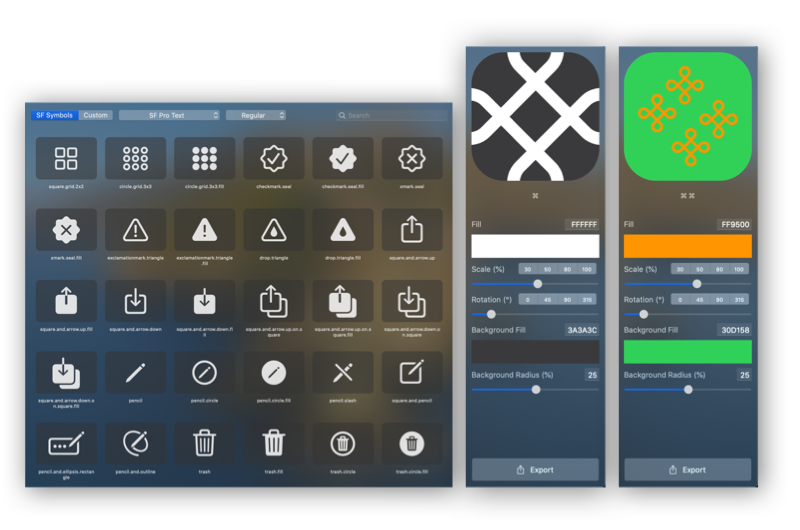 SF Symbols Custom SF Pro Text Regular Search
square.grid.2x2 circle.grid.3x3 circle.grid.3x3.fill checkmark.seal checkmark.seal.fill xmark.seal
xmark.seal.fill exclamationmark.triangle exclamationmark.triangle.fill drop.triangle drop.triangle.fill square.and.arrow.up
square.and.arrow.up.fill square.and.arrow.down square.and.arrow.down.fill square.and.arrow.up.on.square square.and.arrow.up.on.square.fill square.and.arrow.down.on.square
square.and.arrow.down.on.square.fill pencil pencil.circle pencil.circle.fill pencil.slash square.and.pencil
pencil.and.ellipsis.rectangle pencil.and.outline trash trash.fill trash.circle trash.circle.fill
⌘
Fill FFFFFF
Scale (%) 30 50 80 100
Rotation (°) 0 45 90 315
Background Fill 3A3A3C
Background Radius (%) 25
Export
⌘⌘
Fill FF9500
Scale (%) 30 50 80 100
Rotation (°) 0 45 90 315
Background Fill 30D158
Background Radius (%) 25
Export